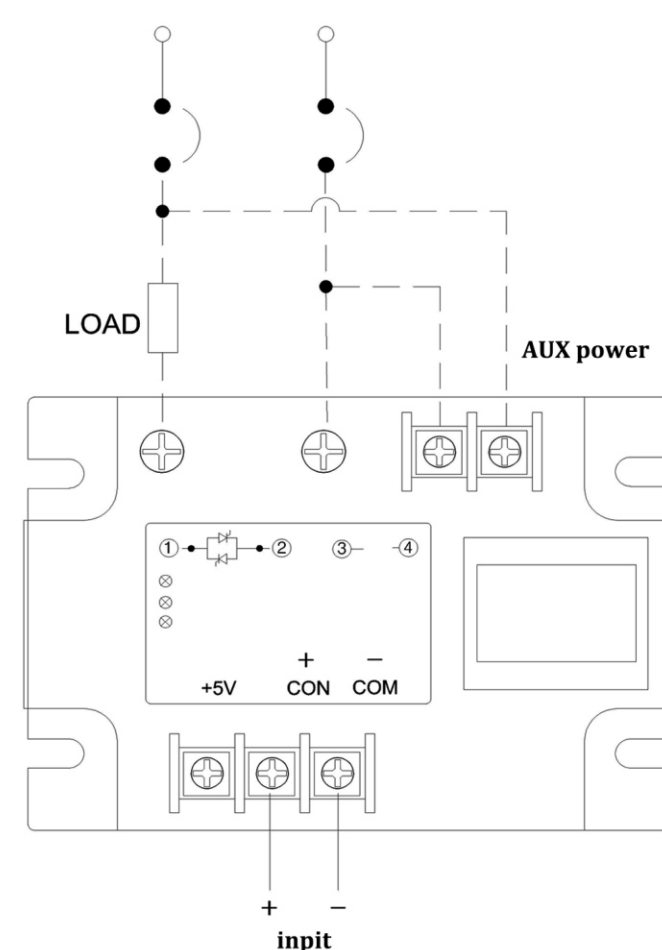 LOAD
AUX power
① ② ③ ④
+ −
+5V CON COM
+ −
inpit